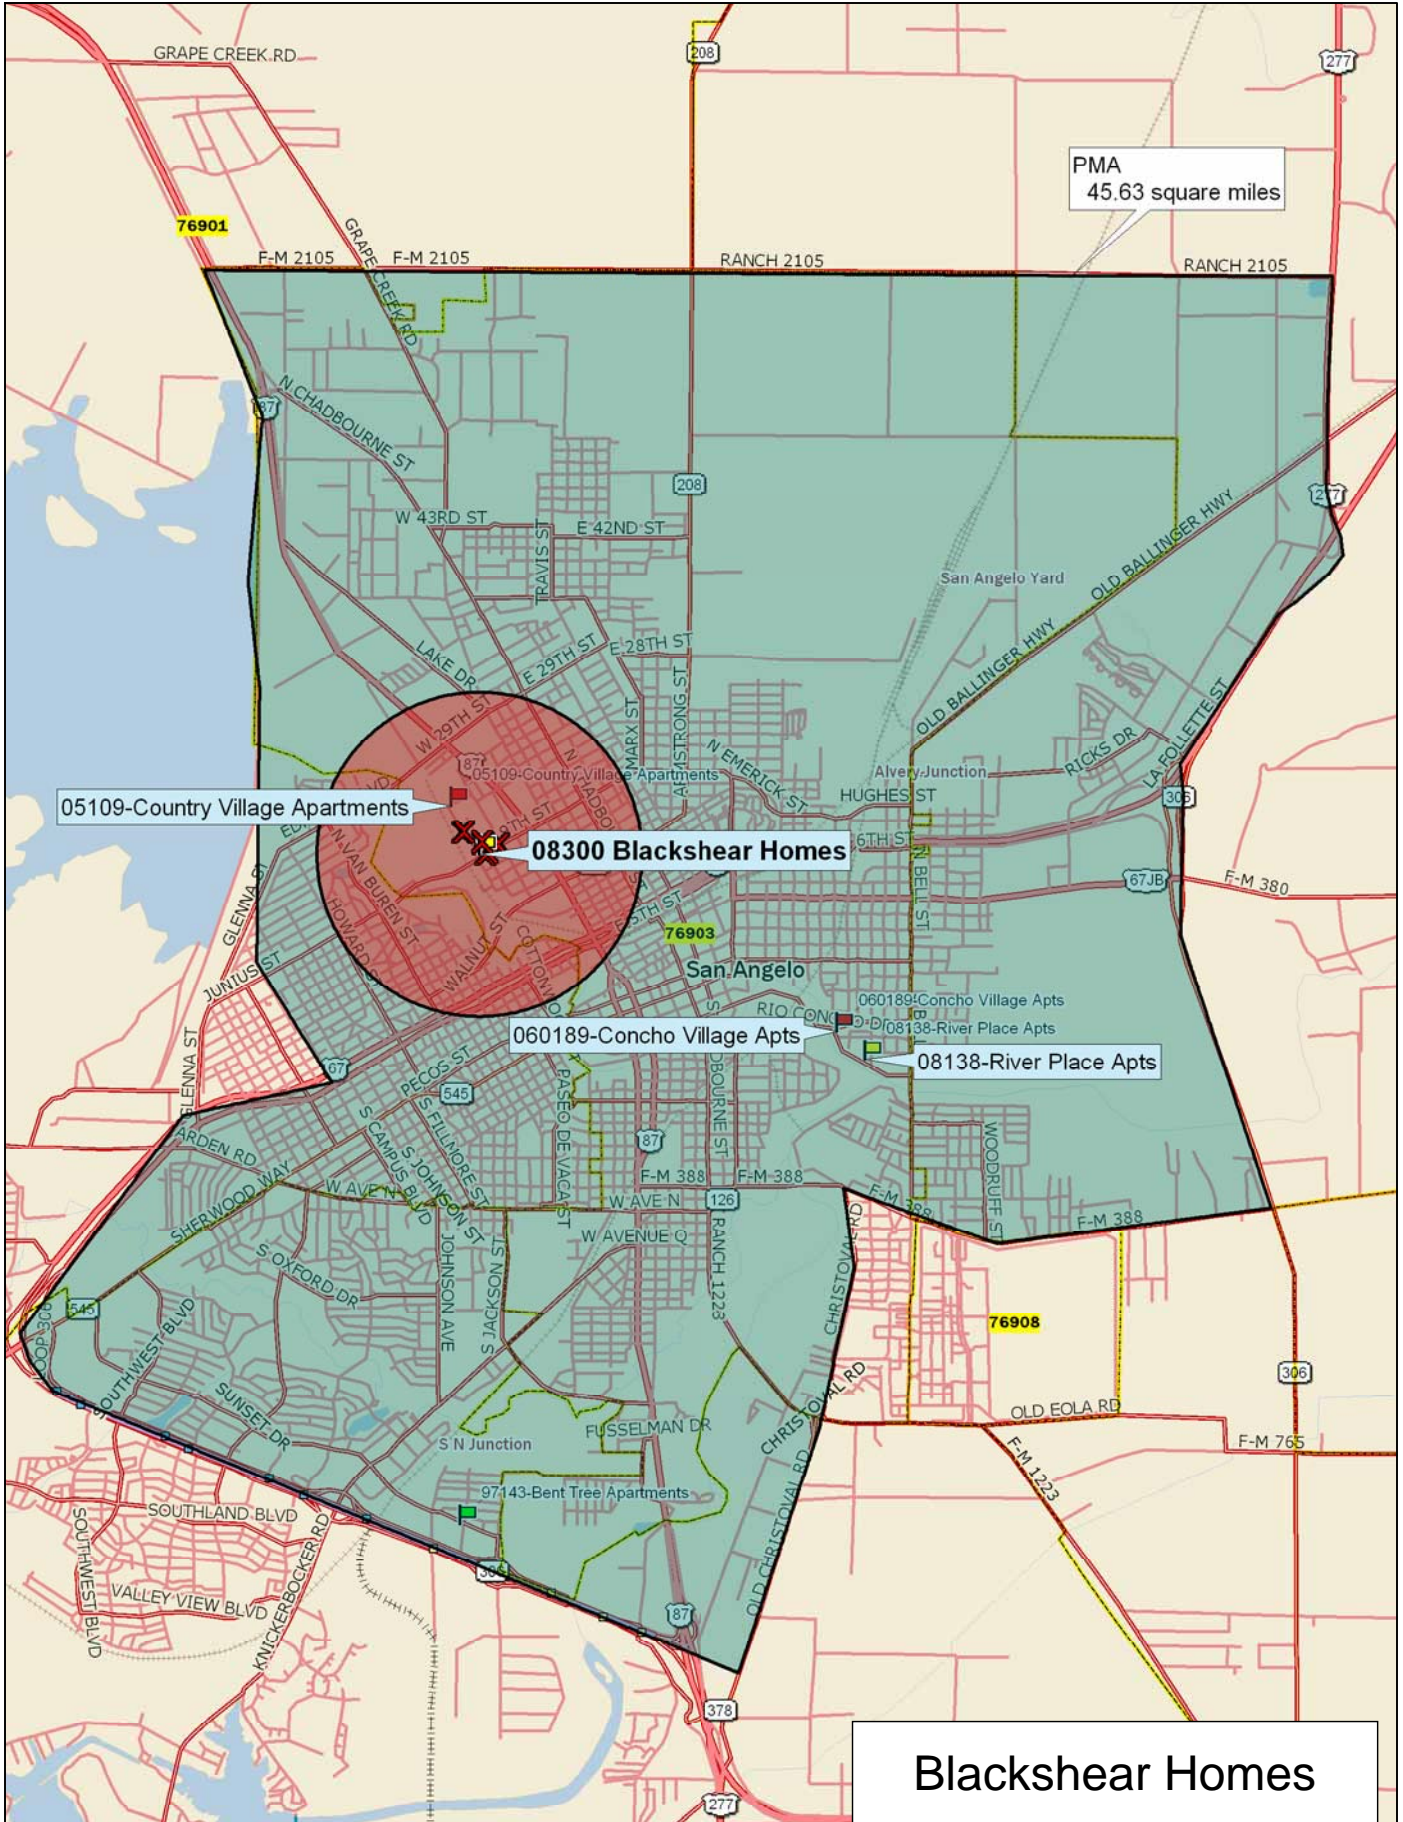 GRAPE CREEK RD
208
277
PMA
45.63 square miles
76901
GRAPE CREEK RD
F-M 2105
F-M 2105
RANCH 2105
RANCH 2105
87
N CHADBOURNE ST
208
277
W 43RD ST
E 42ND ST
TRAVIS ST
OLD BALLINGER HWY
San Angelo Yard
LAKE DR
E 29TH ST
E 28TH ST
OLD BALLINGER HWY
W 29TH ST
MARX ST
ARMSTRONG ST
LA FOLLETTE ST
N EMERICK ST
RICKS DR
87
05109-Country Village Apartments
Alvery Junction
HUGHES ST
306
05109-Country Village Apartments
08300 Blackshear Homes
6TH ST
N BELL ST
67JB
F-M 380
N VAN BUREN ST
GLENNA ST
HOWARD ST
WALNUT ST
5TH ST
76903
San Angelo
JUNIUS ST
060189-Concho Village Apts
08138-River Place Apts
060189-Concho Village Apts
08138-River Place Apts
GLENNA ST
67
PECOS ST
545
PASEO DE VACA ST
87
ARDEN RD
S CAMPUS BLVD
S FILLMORE ST
S JOHNSON ST
WOODRUFF ST
SHERWOOD WAY
W AVE N
F-M 388
F-M 388
W AVE N
126
F-M 388
F-M 388
W AVENUE Q
RANCH 1223
CHRISTOVAL RD
S OXFORD DR
JOHNSON AVE
S JACKSON ST
LOOP 306
545
SOUTHWEST BLVD
76908
306
SUNSET DR
CHRISTOVAL RD
OLD EOLA RD
FUSSELMAN DR
S N Junction
F-M 765
F-M 1223
97143-Bent Tree Apartments
OLD CHRISTOVAL RD
SOUTHLAND BLVD
SOUTHWEST BLVD
KNICKERBOCKER RD
306
VALLEY VIEW BLVD
87
378
277
Blackshear Homes